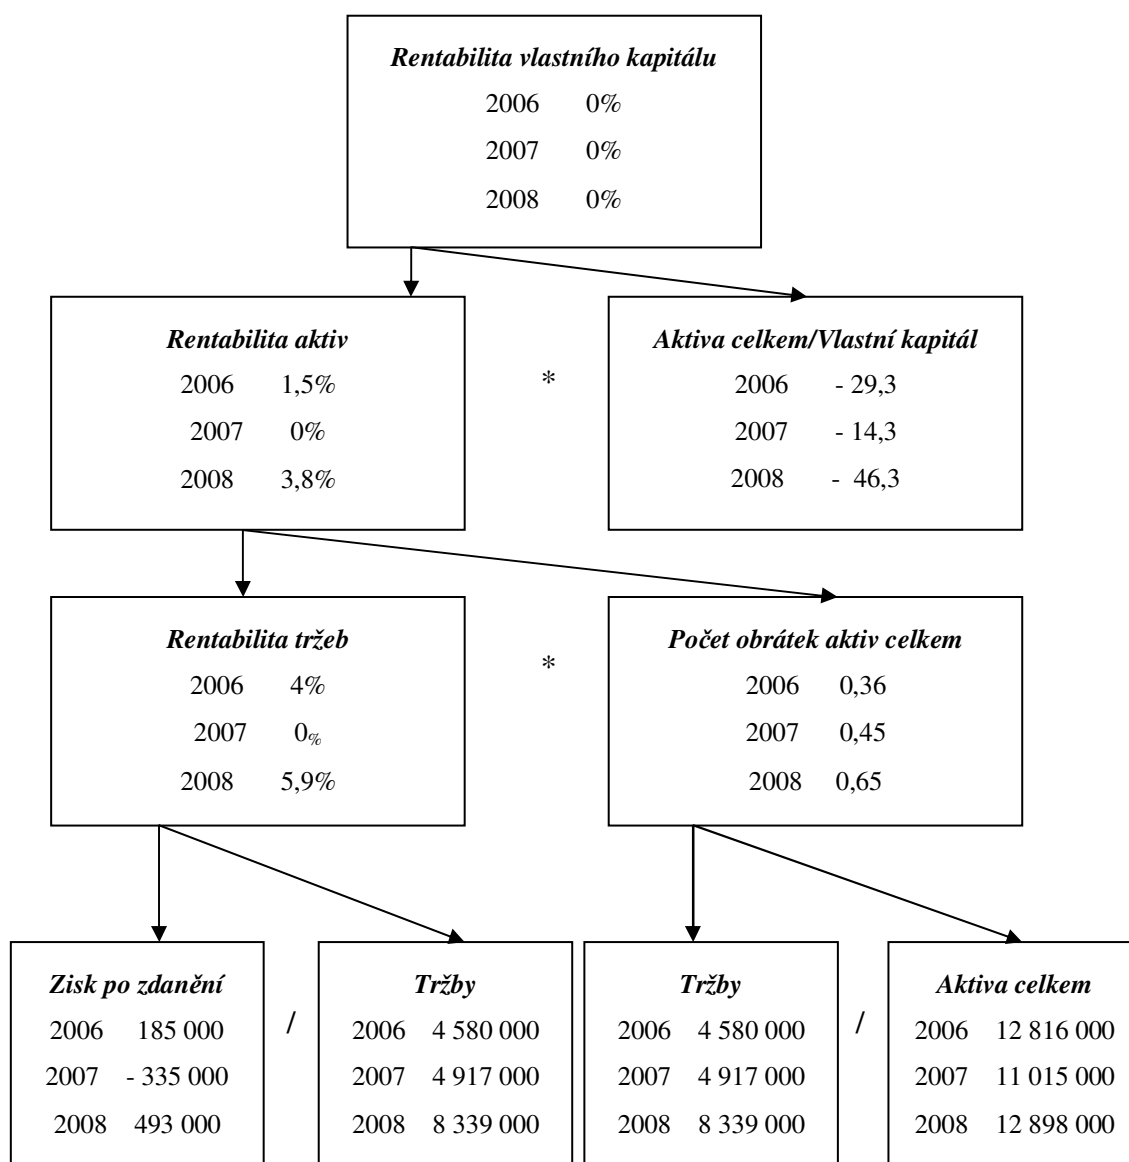 Rentabilita vlastního kapitálu
2006 0%
2007 0%
2008 0%
Rentabilita aktiv
2006 1,5%
2007 0%
2008 3,8%
*
Aktiva celkem/Vlastní kapitál
2006 - 29,3
2007 - 14,3
2008 - 46,3
Rentabilita tržeb
2006 4%
2007 0%
2008 5,9%
*
Počet obrátek aktiv celkem
2006 0,36
2007 0,45
2008 0,65
Zisk po zdanění
2006 185 000
2007 - 335 000
2008 493 000
/
Tržby
2006 4 580 000
2007 4 917 000
2008 8 339 000
Tržby
2006 4 580 000
2007 4 917 000
2008 8 339 000
/
Aktiva celkem
2006 12 816 000
2007 11 015 000
2008 12 898 000